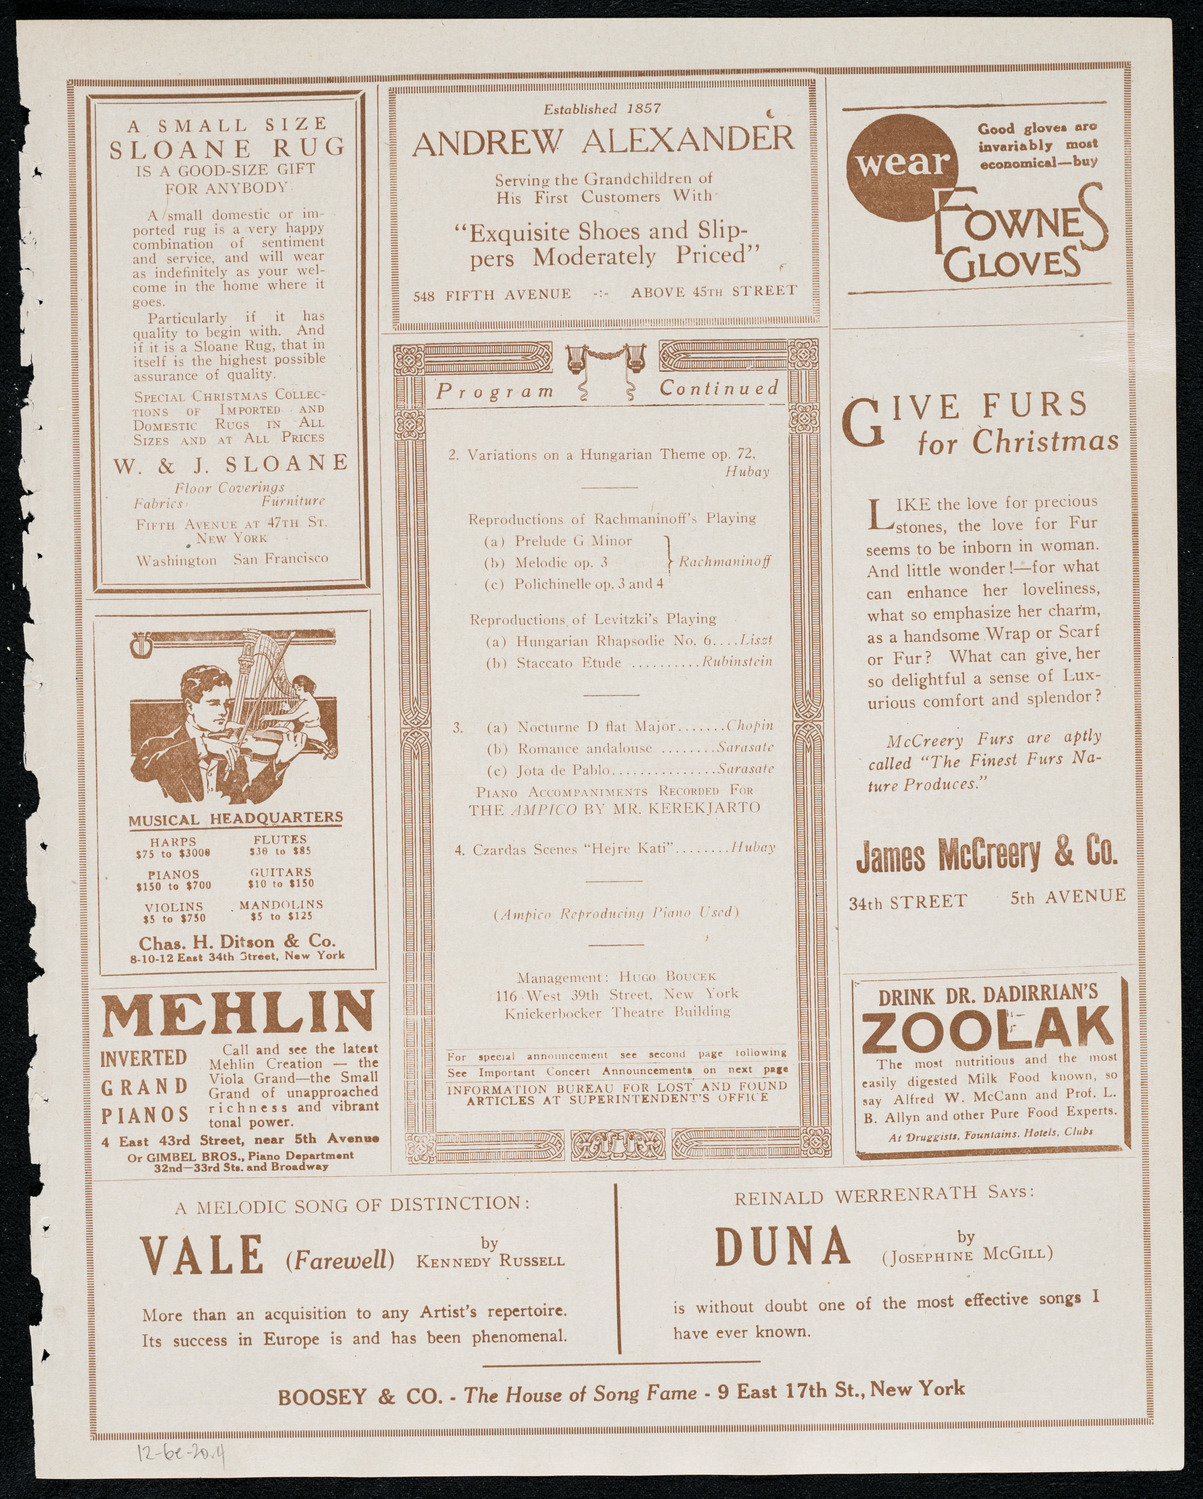 A SMALL SIZE
SLOANE RUG
IS A GOOD-SIZE GIFT
FOR ANYBODY
A small domestic or im-
ported rug is a very happy
combination of sentiment
and service, and will wear
as indefinitely as your wel-
come in the home where it
goes.
Particularly if it has
quality to begin with. And
if it is a Sloane Rug, that in
itself is the highest possible
assurance of quality.
Special Christmas Collec-
tions of Imported and
Domestic Rugs in All
Sizes and at All Prices
W. & J. SLOANE
Floor Coverings
Fabrics Furniture
Fifth Avenue at 47th St.
New York
Washington San Francisco
MUSICAL HEADQUARTERS
HARPS FLUTES
$75 to $3000 $30 to $85
PIANOS GUITARS
$150 to $700 $10 to $150
VIOLINS MANDOLINS
$5 to $750 $5 to $125
Chas. H. Ditson & Co.
8-10-12 East 34th Street, New York
MEHLIN
INVERTED
GRAND
PIANOS
Call and see the latest
Mehlin Creation — the
Viola Grand—the Small
Grand of unapproached
richness and vibrant
tonal power.
4 East 43rd Street, near 5th Avenue
Or GIMBEL BROS., Piano Department
32nd—33rd Sts. and Broadway
Established 1857
ANDREW ALEXANDER
Serving the Grandchildren of
His First Customers With
"Exquisite Shoes and Slip-
pers Moderately Priced"
548 FIFTH AVENUE -:- ABOVE 45TH STREET
Program Continued
2. Variations on a Hungarian Theme op. 72,
Hubay
Reproductions of Rachmaninoff's Playing
(a) Prelude G Minor
(b) Melodie op. 3 } Rachmaninoff
(c) Polichinelle op. 3 and 4
Reproductions of Levitzki's Playing
(a) Hungarian Rhapsodie No. 6....Liszt
(b) Staccato Etude ..........Rubinstein
3. (a) Nocturne D flat Major.......Chopin
(b) Romance andalouse ........Sarasate
(c) Jota de Pablo...............Sarasate
Piano Accompaniments Recorded For
THE AMPICO BY MR. KEREKJARTO
4. Czardas Scenes "Hejre Kati"........Hubay
(Ampico Reproducing Piano Used)
Management: Hugo Boucek
116 West 39th Street, New York
Knickerbocker Theatre Building
For special announcement see second page following
See Important Concert Announcements on next page
INFORMATION BUREAU FOR LOST AND FOUND
ARTICLES AT SUPERINTENDENT'S OFFICE
wear
Good gloves are
invariably most
economical—buy
FOWNES
GLOVES
GIVE FURS
for Christmas
LIKE the love for precious
stones, the love for Fur
seems to be inborn in woman.
And little wonder!—for what
can enhance her loveliness,
what so emphasize her charm,
as a handsome Wrap or Scarf
or Fur? What can give her
so delightful a sense of Lux-
urious comfort and splendor?
McCreery Furs are aptly
called "The Finest Furs Na-
ture Produces."
James McCreery & Co.
34th STREET 5th AVENUE
DRINK DR. DADIRRIAN'S
ZOOLAK
The most nutritious and the most
easily digested Milk Food known, so
say Alfred W. McCann and Prof. L.
B. Allyn and other Pure Food Experts.
At Druggists, Fountains, Hotels, Clubs
A MELODIC SONG OF DISTINCTION:
VALE (Farewell) by Kennedy Russell
More than an acquisition to any Artist's repertoire.
Its success in Europe is and has been phenomenal.
REINALD WERRENRATH Says:
DUNA by (Josephine McGill)
is without doubt one of the most effective songs I
have ever known.
BOOSEY & CO. - The House of Song Fame - 9 East 17th St., New York
12-6e-20.4